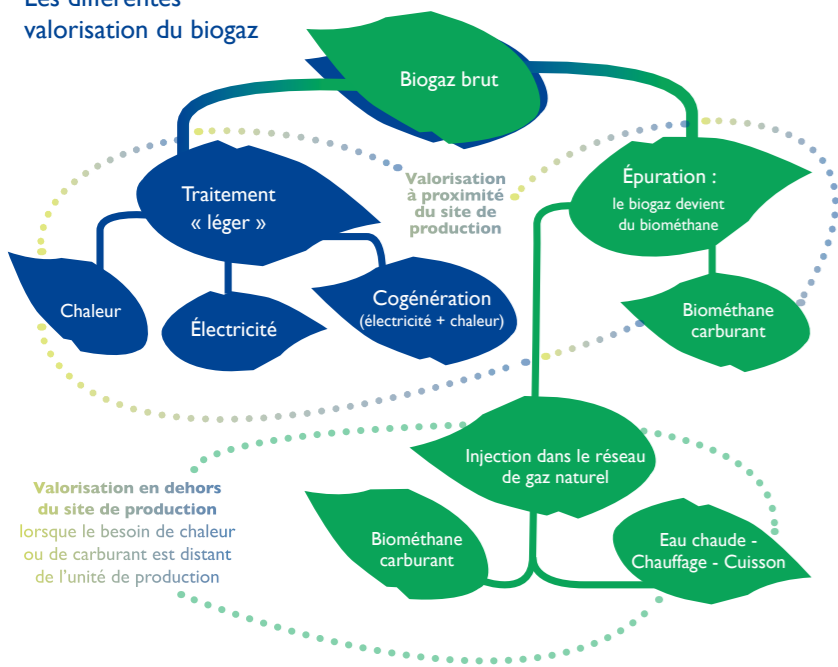 Les différentes
valorisation du biogaz
Biogaz brut
Traitement
« léger »
Valorisation
à proximité
du site de
production
Épuration :
le biogaz devient
du biométhane
Chaleur
Électricité
Cogénération
(électricité + chaleur)
Biométhane
carburant
Injection dans le réseau
de gaz naturel
Valorisation en dehors
du site de production
lorsque le besoin de chaleur
ou de carburant est distant
de l'unité de production
Biométhane
carburant
Eau chaude -
Chauffage - Cuisson